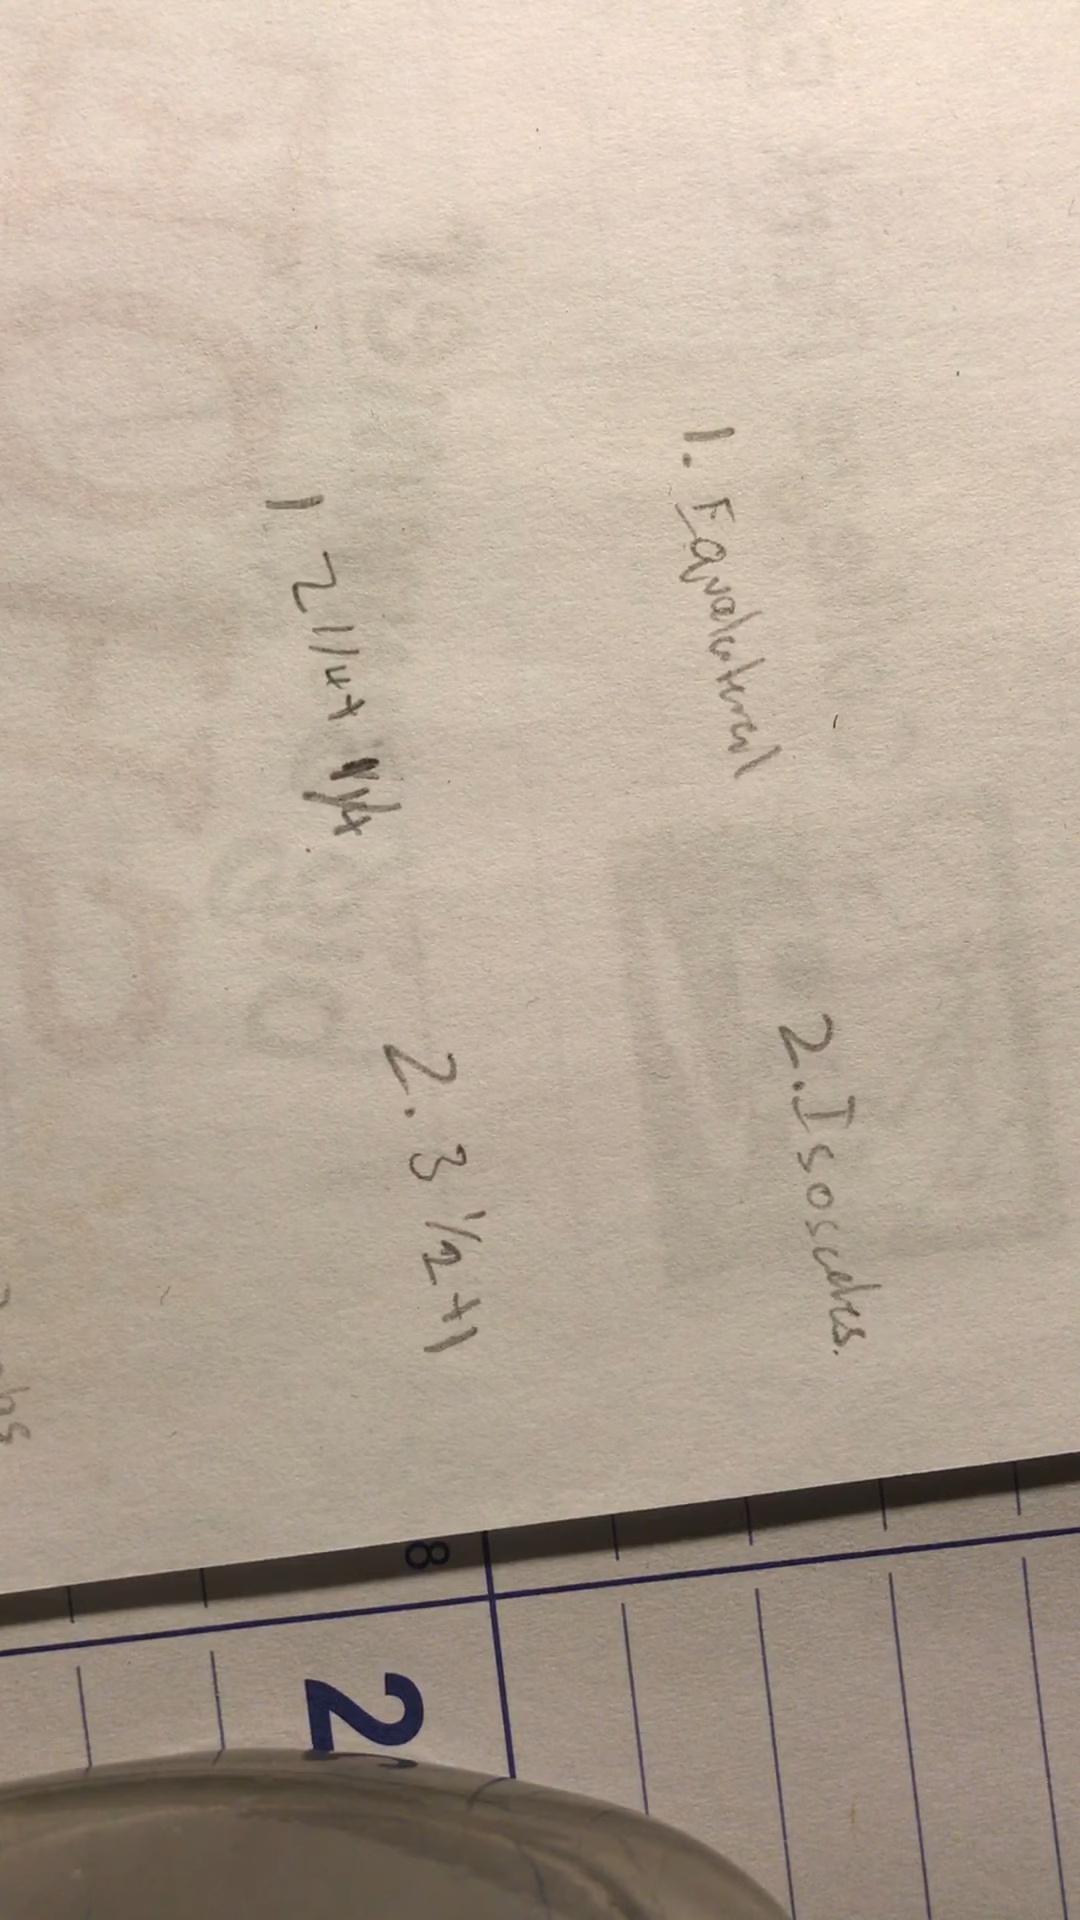 1. Equalateral 2. Isosceles.
1 2 1/4 + 1/4 2. 3 1/2 + 1
8
2